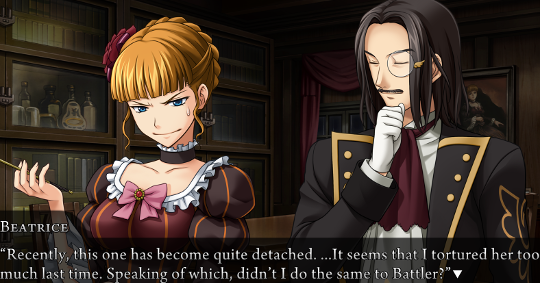 BEATRICE
“Recently, this one has become quite detached. ...It seems that I tortured her too
much last time. Speaking of which, didn't I do the same to Battler?”▼